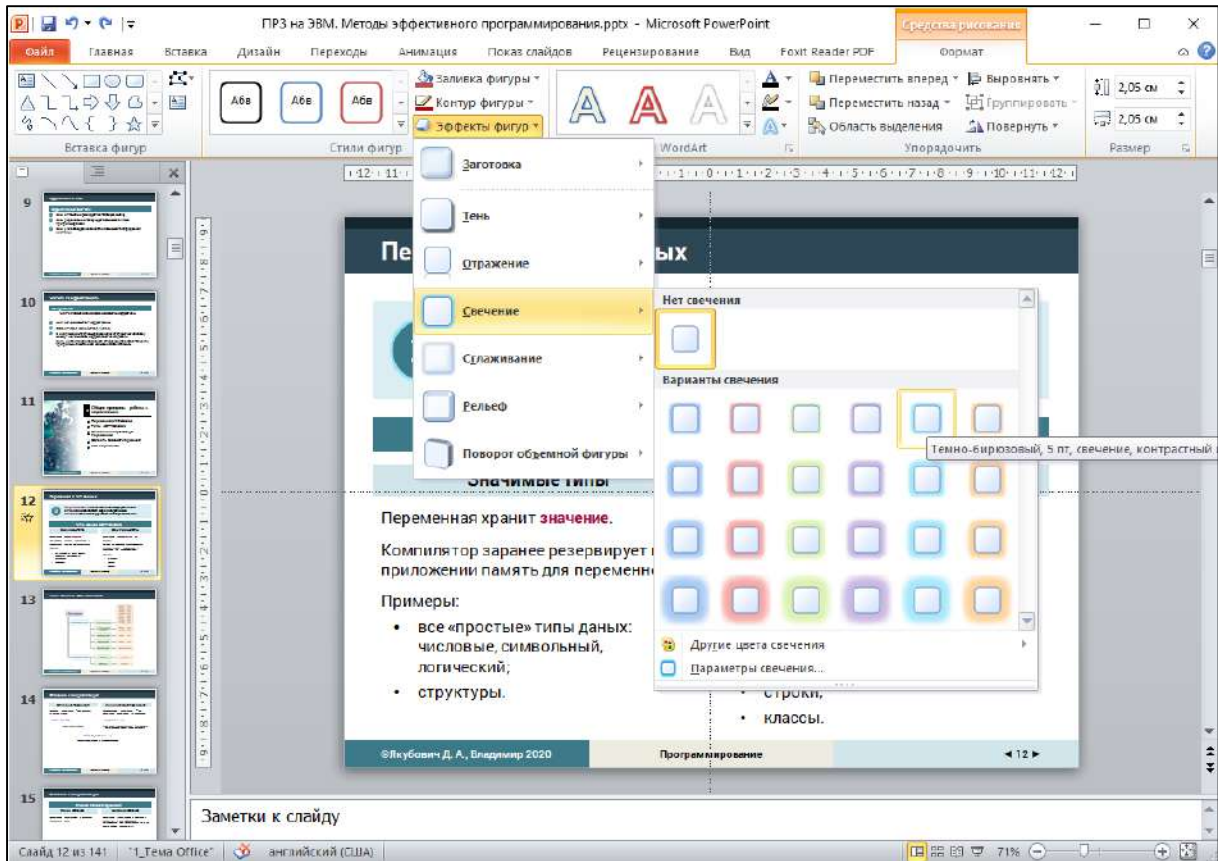 ПРЗ на ЭВМ. Методы эффективного программирования.pptx - Microsoft PowerPoint
Средства рисования
Файл Главная Вставка Дизайн Переходы Анимация Показ слайдов Рецензирование Вид Foxit Reader PDF Формат
Абв Абв Абв
Заливка фигуры
Контур фигуры
Эффекты фигур
Переместить вперед
Переместить назад
Область выделения
Выровнять
Группировать
Повернуть
2,05 см
2,05 см
Вставка фигур Стили фигур WordArt Упорядочить Размер
Заготовка
Тень
Отражение
Свечение
Сглаживание
Рельеф
Поворот объемной фигуры
Нет свечения
Варианты свечения
Темно-бирюзовый, 5 пт, свечение, контрастный
Другие цвета свечения
Параметры свечения...
9
10
11
12
13
14
15
Пе
ых
Значимые типы
Переменная хранит значение.
Компилятор заранее резервирует
приложении память для переменн
Примеры:
• все «простые» типы даных:
числовые, символьный,
логический;
• структуры.
• строки;
• классы.
©Якубович Д. А., Владимир 2020 Программирование ◄ 12 ►
Заметки к слайду
Слайд 12 из 141 "1_Тема Office" английский (США) 71%